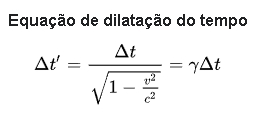 Equação de dilatação do tempo
Δt′ = Δt / √(1 − v²/c²) = γΔt